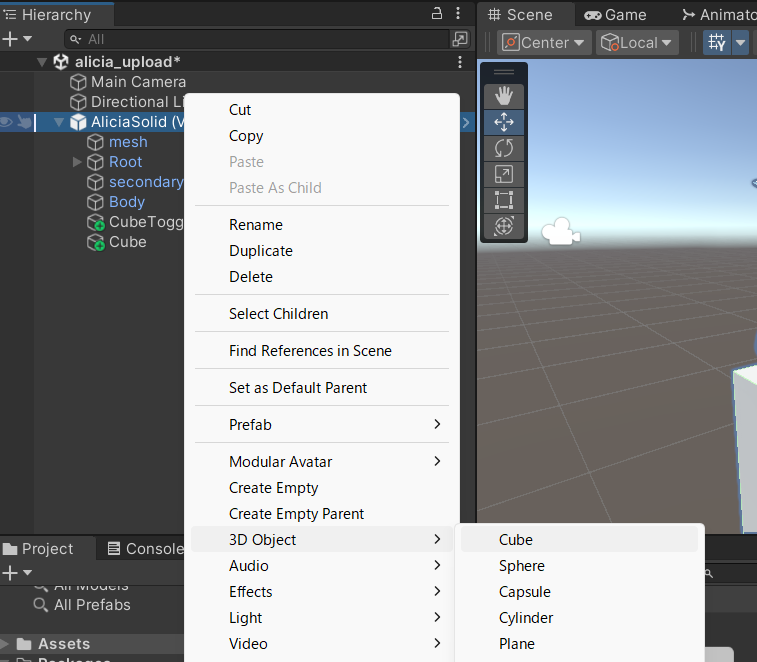 Hierarchy
All
alicia_upload*
Main Camera
Directional Li
AliciaSolid (V
mesh
Root
secondary
Body
CubeTogg
Cube
Cut
Copy
Paste
Paste As Child
Rename
Duplicate
Delete
Select Children
Find References in Scene
Set as Default Parent
Prefab
Modular Avatar
Create Empty
Create Empty Parent
3D Object
Audio
Effects
Light
Video
Cube
Sphere
Capsule
Cylinder
Plane
Scene Game Animato
Center Local
Project Console
All Models
All Prefabs
Assets
Packages